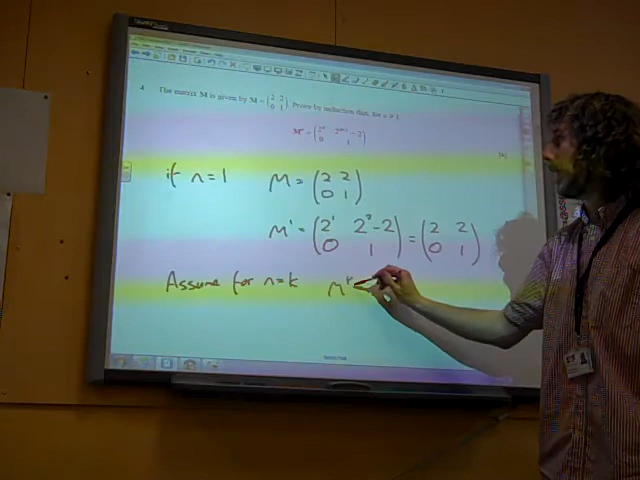 4 The matrix M is given by M = (2 2
0 1). Prove by induction that, for n ⩾ 1,
Mⁿ = (2ⁿ 2ⁿ⁺¹ − 2
0 1)
if n=1 M = (2 2
0 1)
M¹ = (2¹ 2² − 2
0 1) = (2 2
0 1)
Assume for n=k Mᵏ =